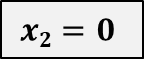 x₂ = 0